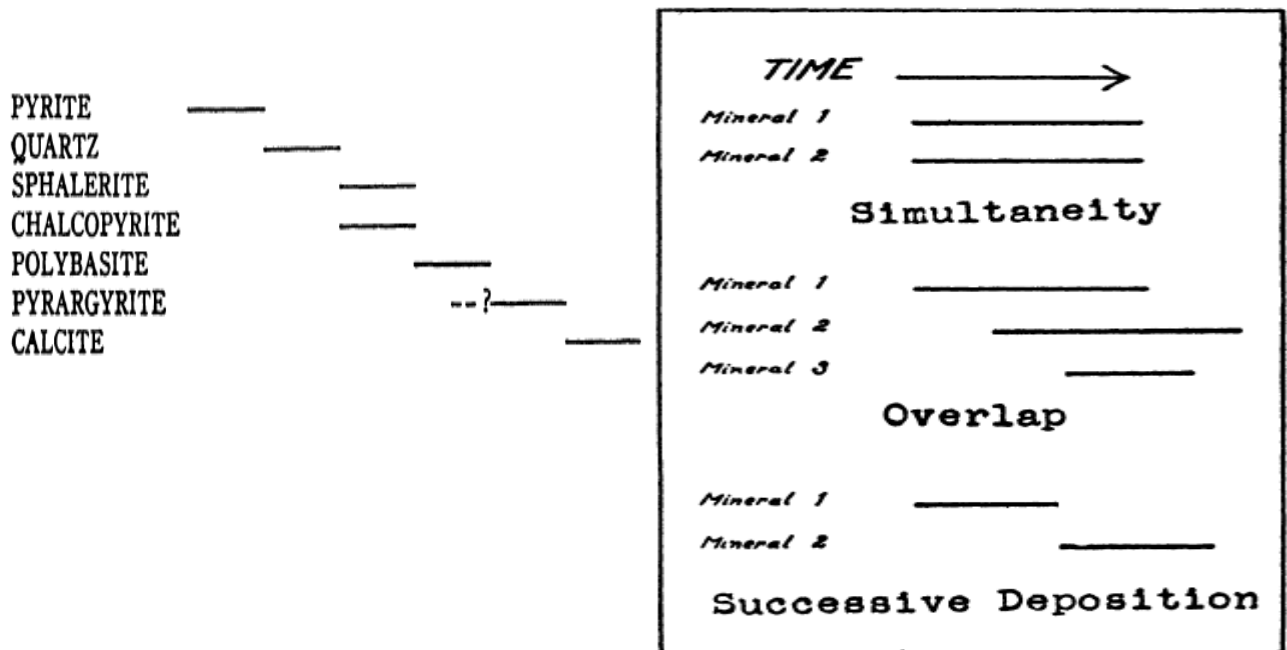 PYRITE
QUARTZ
SPHALERITE
CHALCOPYRITE
POLYBASITE
PYRARGYRITE --?
CALCITE
TIME
Mineral 1
Mineral 2
Simultaneity
Mineral 1
Mineral 2
Mineral 3
Overlap
Mineral 1
Mineral 2
Successive Deposition